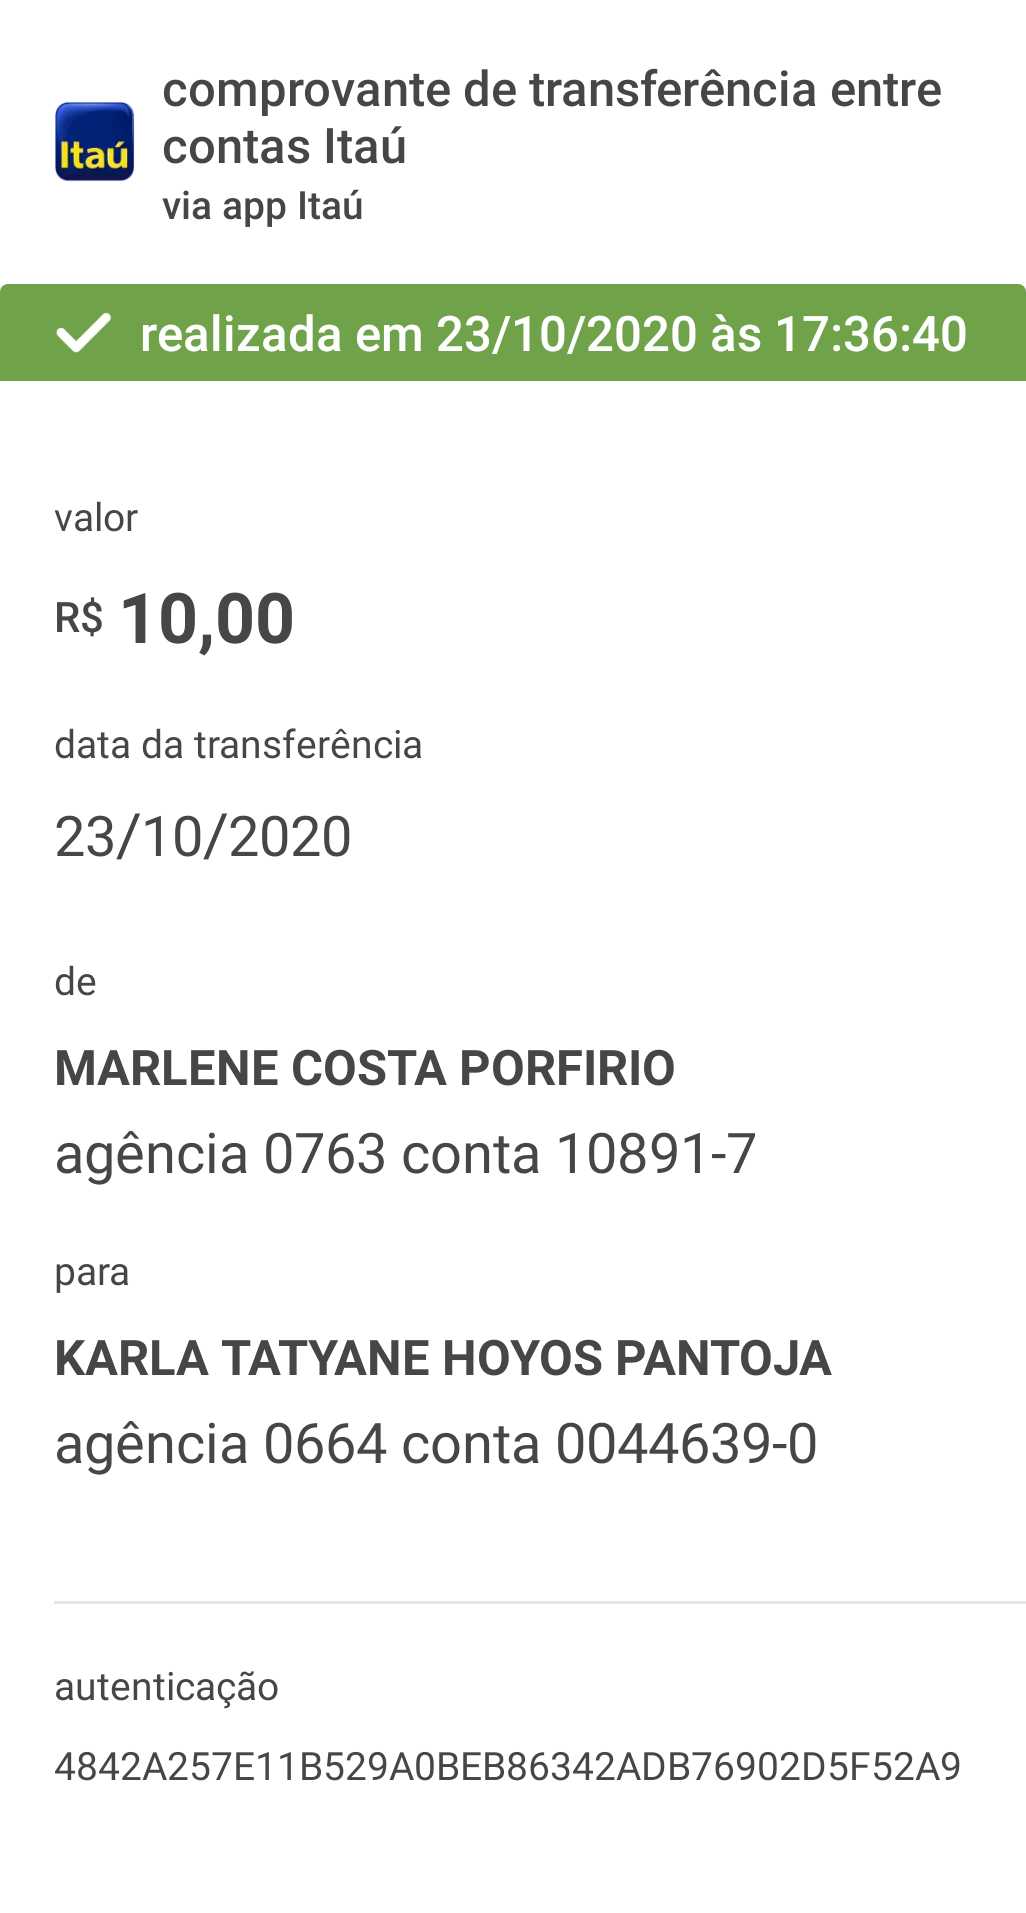 Itaú
comprovante de transferência entre
contas Itaú
via app Itaú
realizada em 23/10/2020 às 17:36:40
valor
R$ 10,00
data da transferência
23/10/2020
de
MARLENE COSTA PORFIRIO
agência 0763 conta 10891-7
para
KARLA TATYANE HOYOS PANTOJA
agência 0664 conta 0044639-0
autenticação
4842A257E11B529A0BEB86342ADB76902D5F52A9